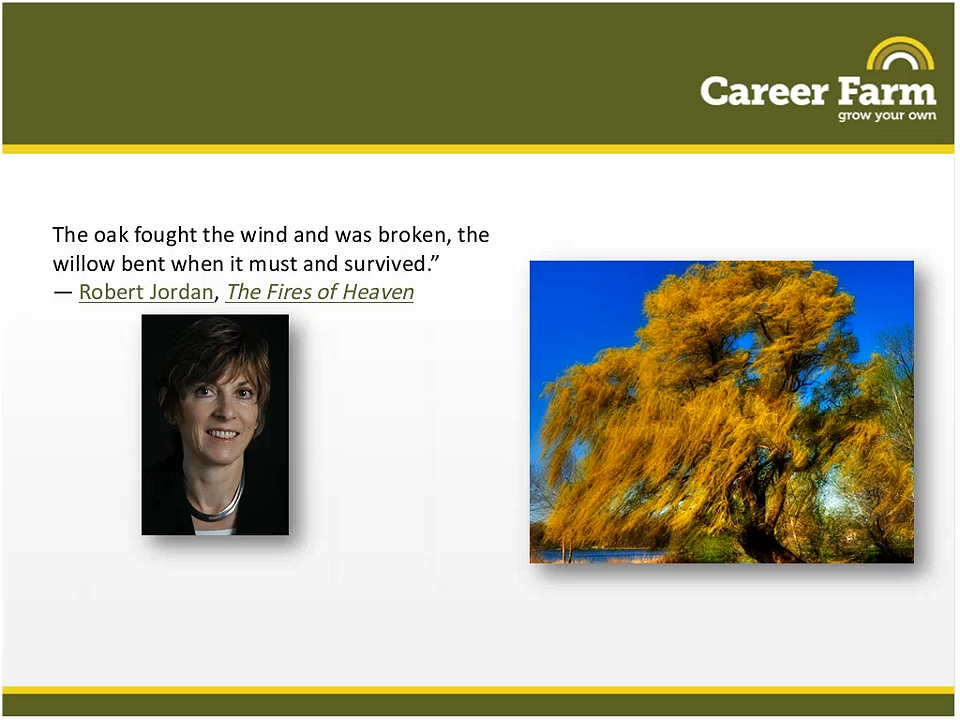 Career Farm
grow your own
The oak fought the wind and was broken, the
willow bent when it must and survived.”
— Robert Jordan, The Fires of Heaven